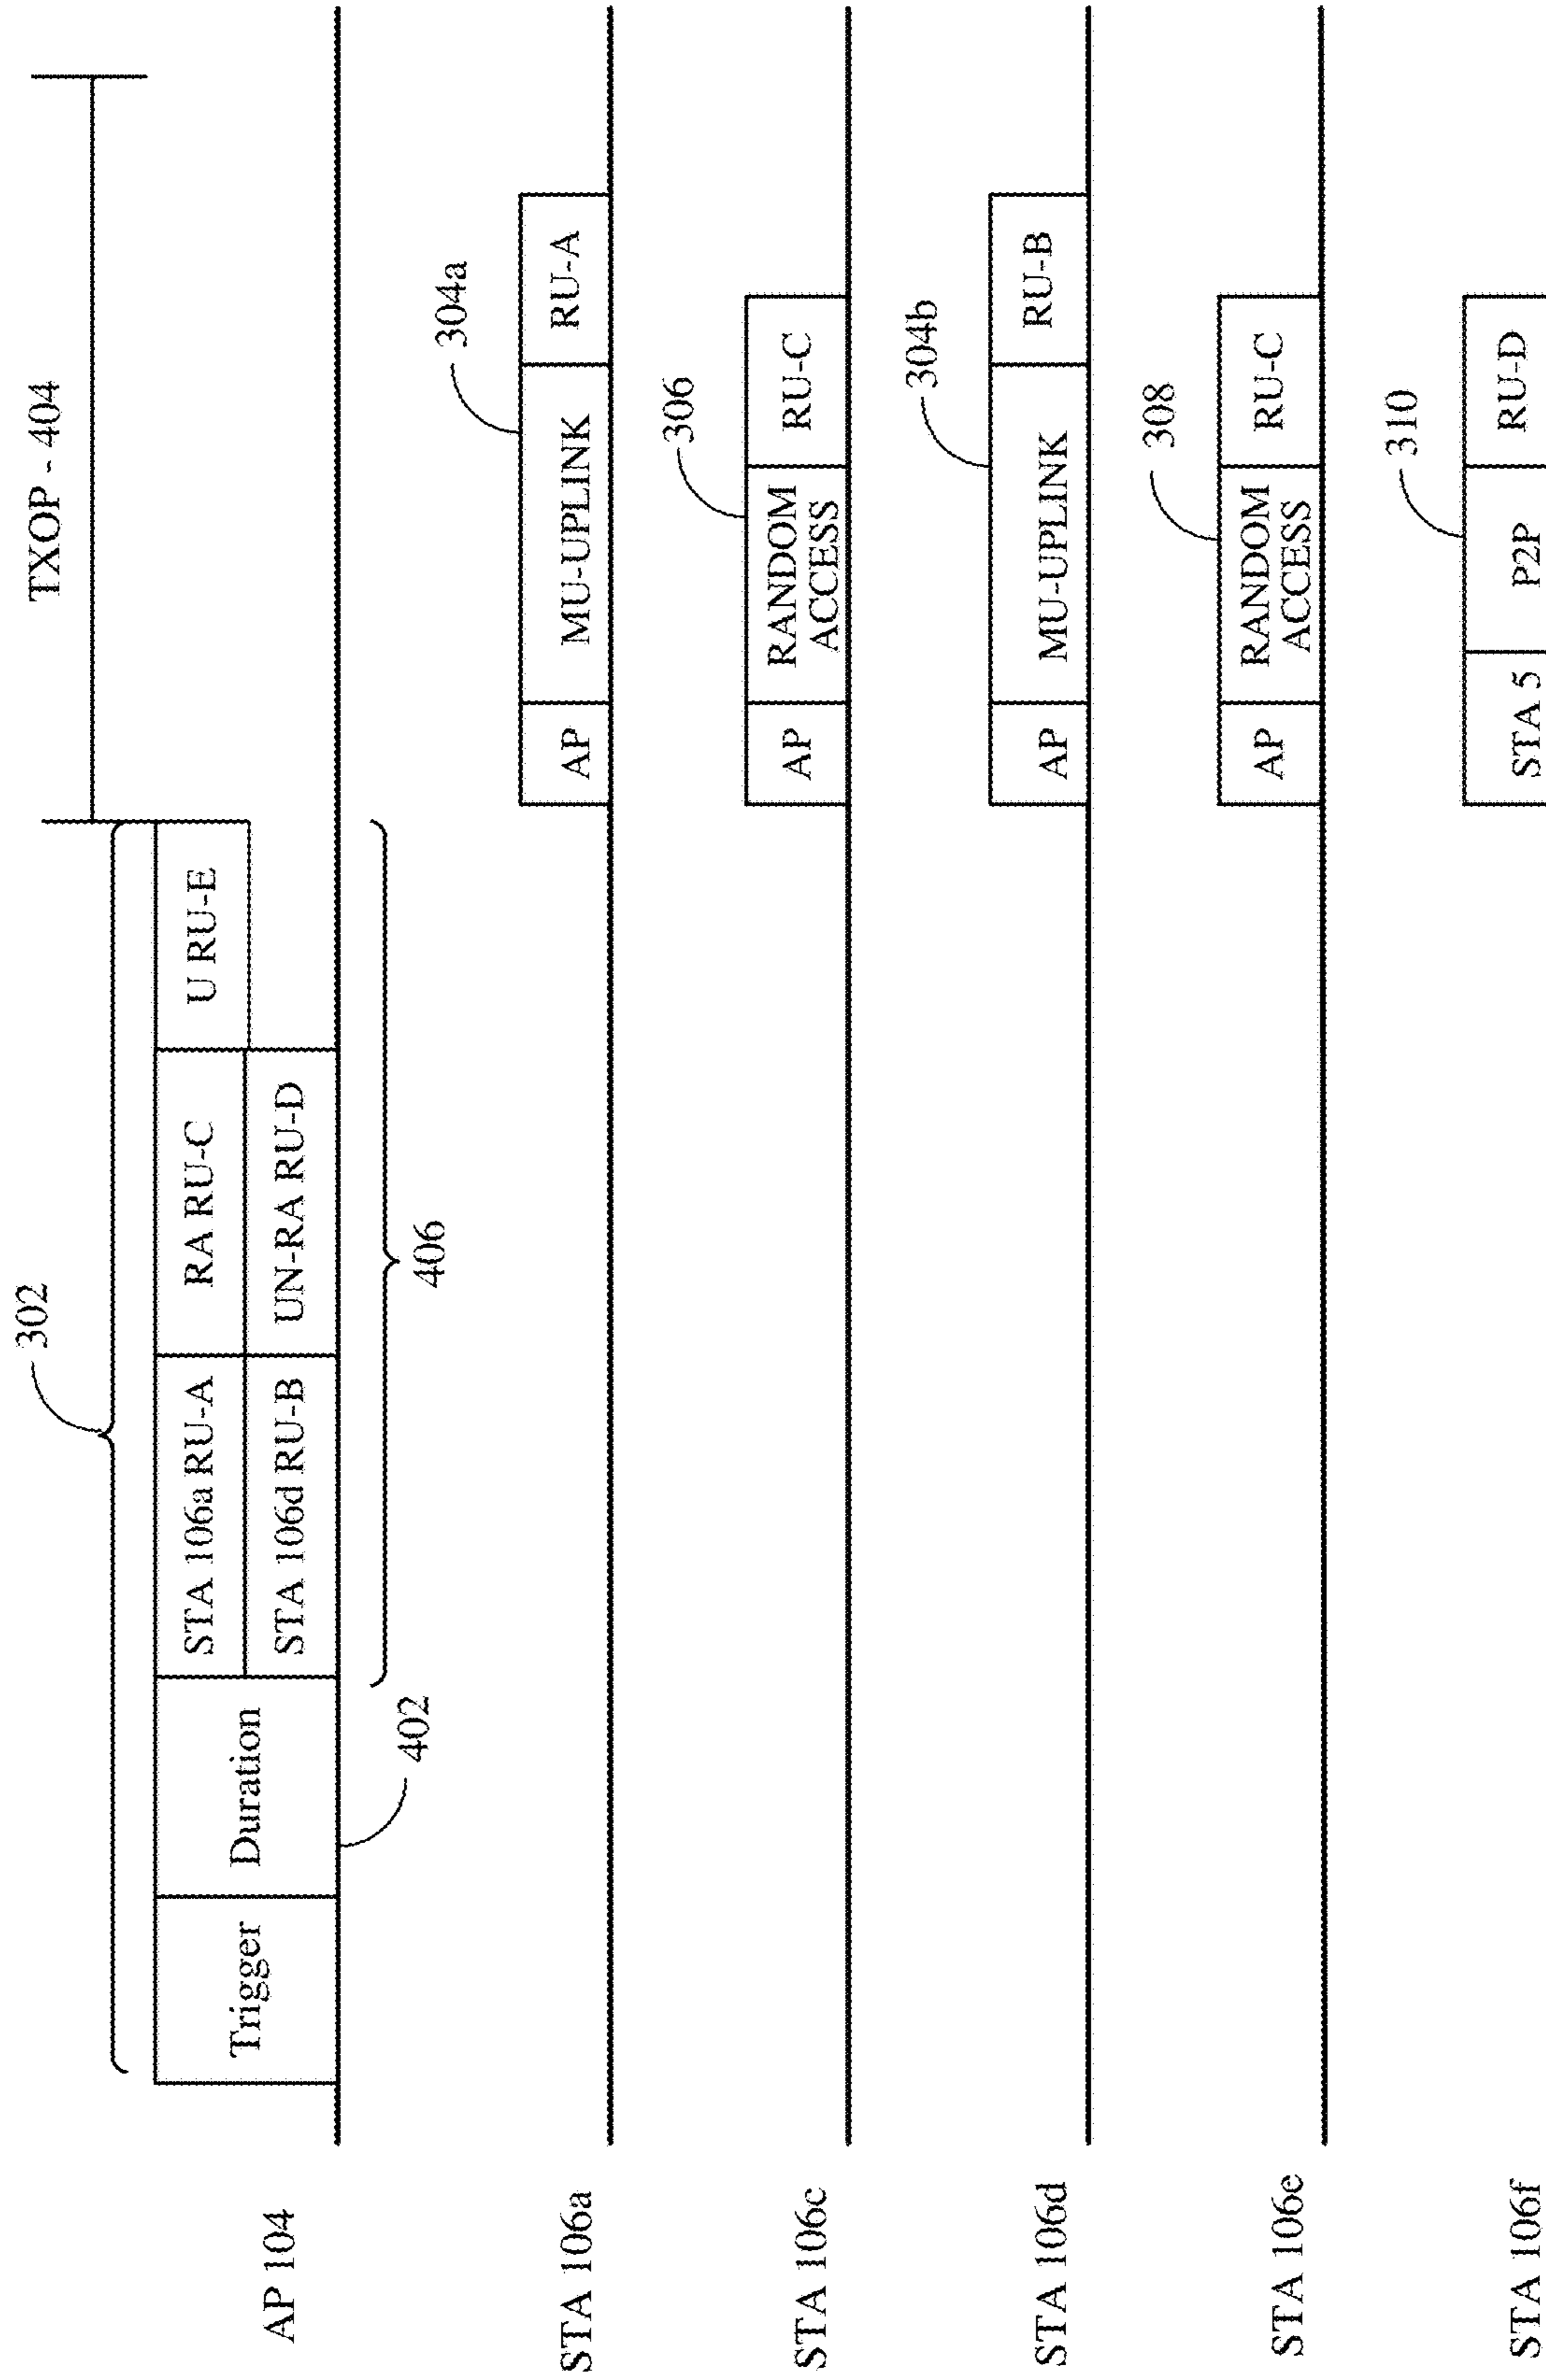 TXOP - 404
302
AP 104
Trigger
Duration
STA 106a RU-A
RA RU-C
U RU-E
STA 106d RU-B
UN-RA RU-D
402
406
304a
STA 106a
AP
MU-UPLINK
RU-A
306
STA 106c
AP
RANDOM
ACCESS
RU-C
304b
STA 106d
AP
MU-UPLINK
RU-B
308
STA 106e
AP
RANDOM
ACCESS
RU-C
310
STA 106f
STA 5
P2P
RU-D